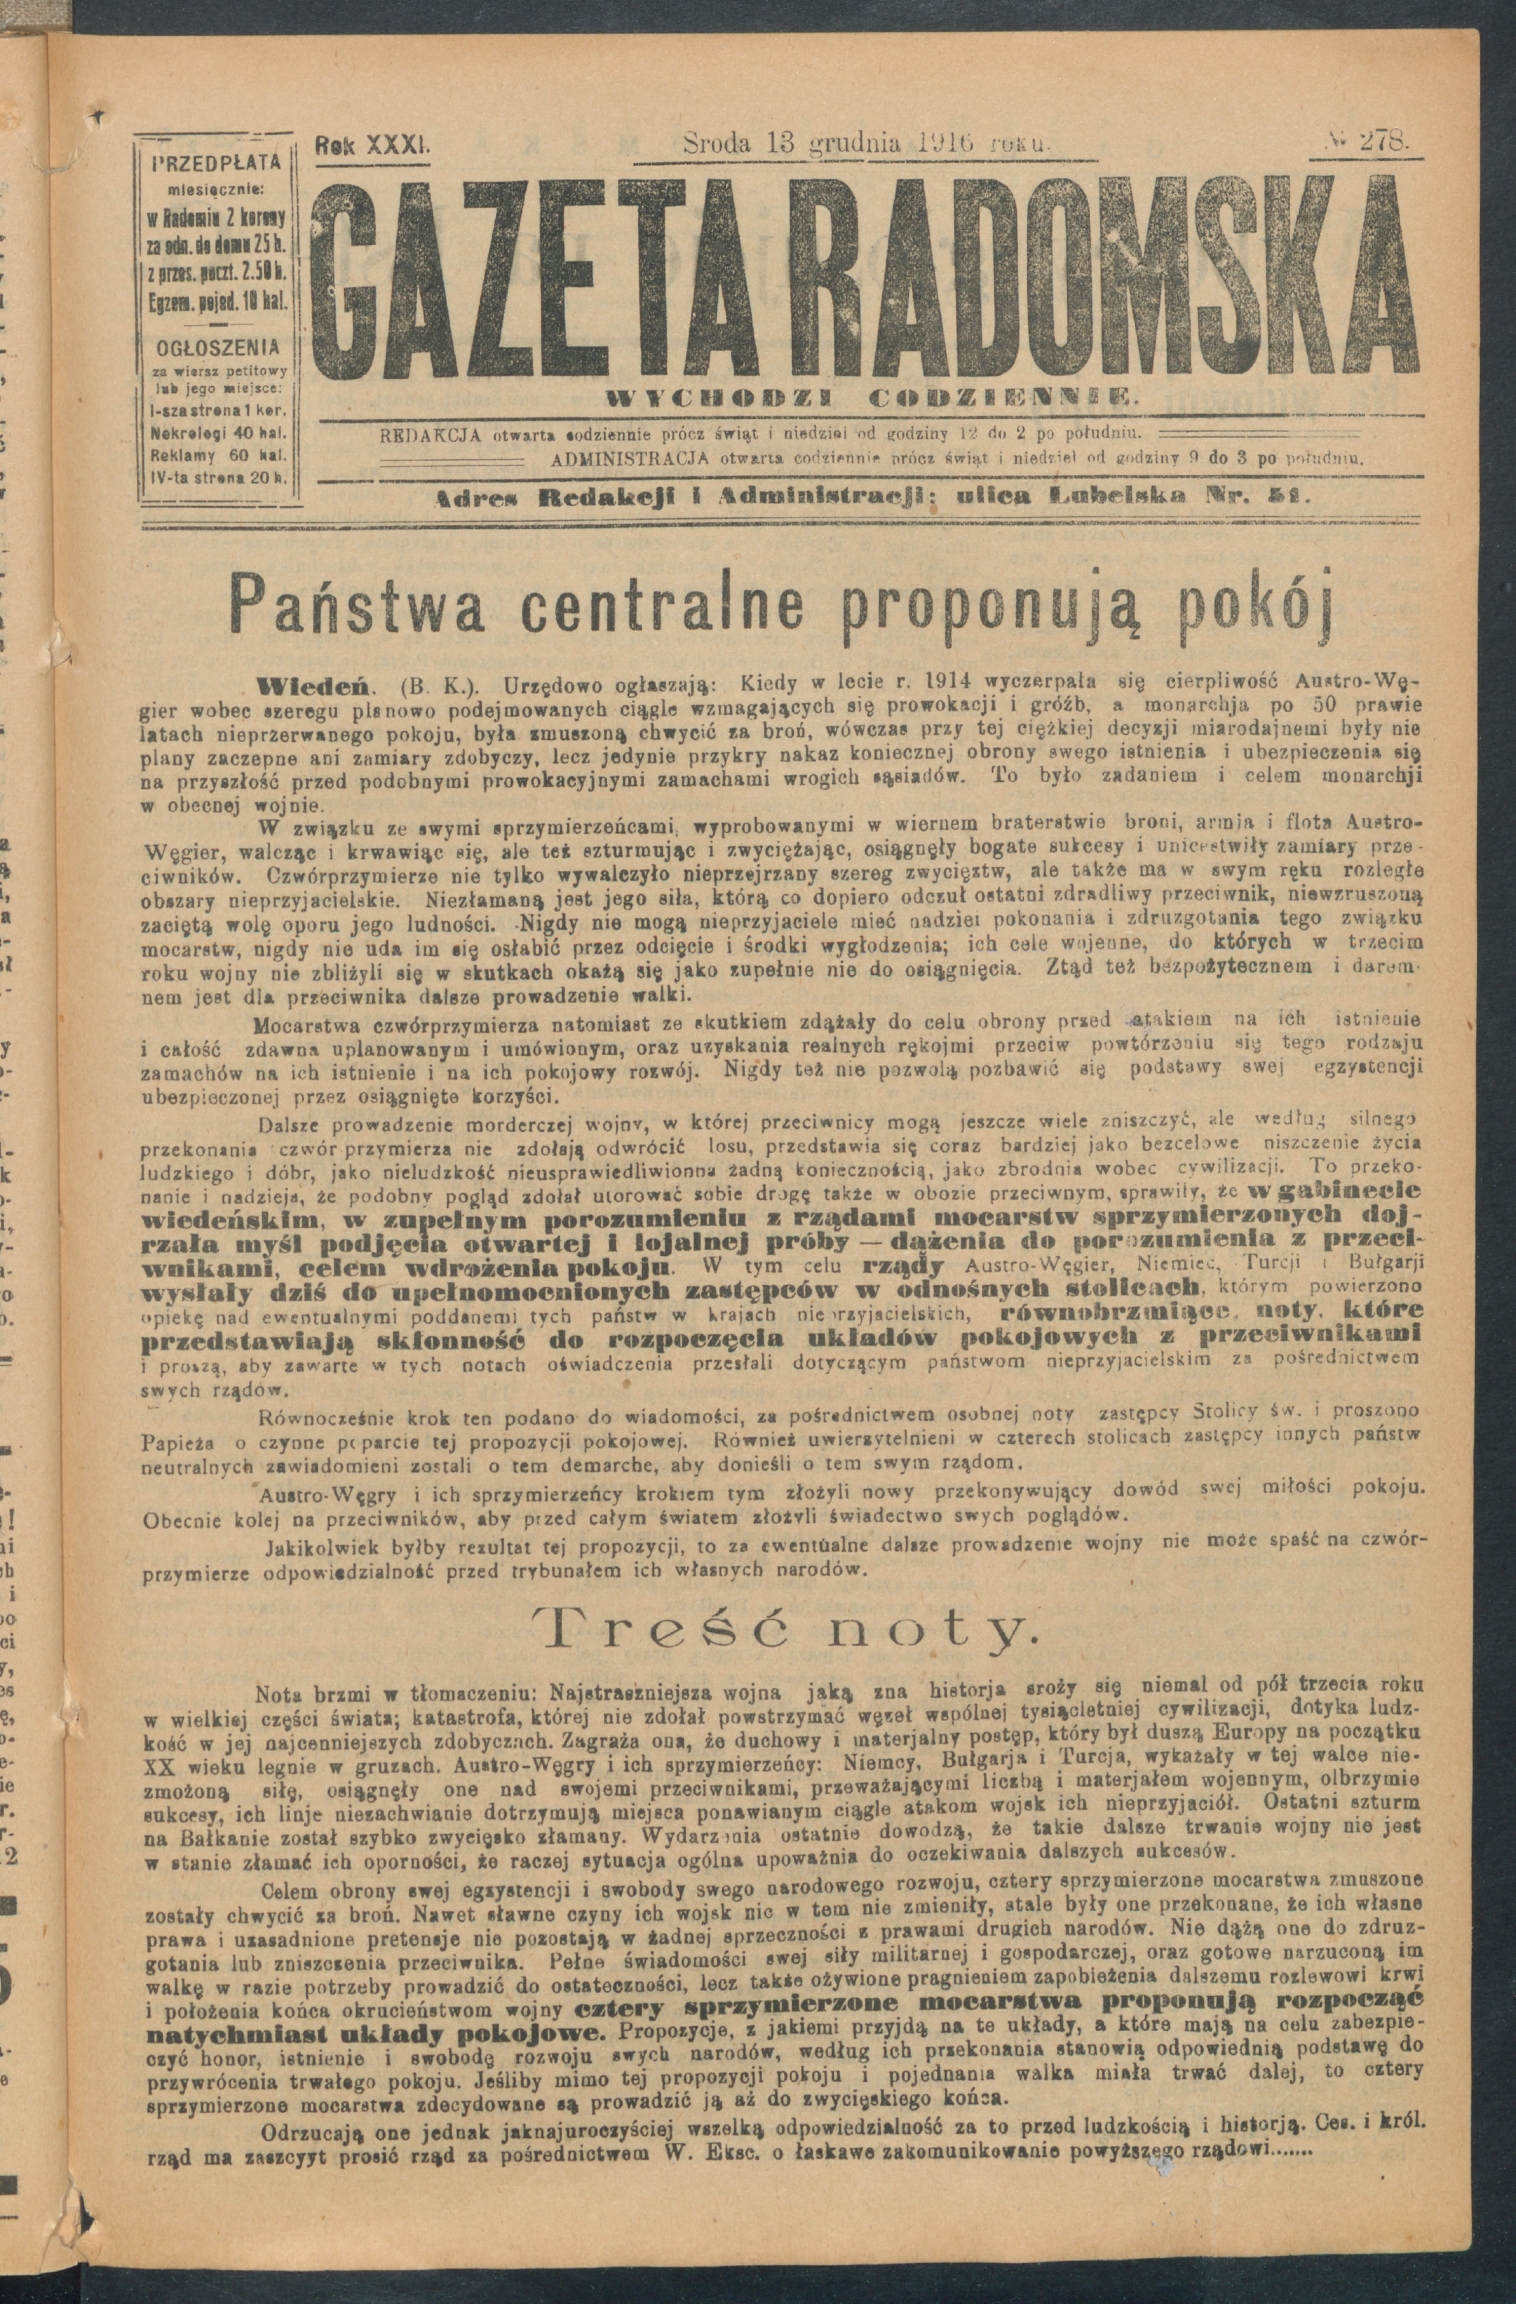 PRZEDPŁATA
miesięcznie:
w Radomiu 2 korony
za odn. do domu 25 h.
z przes. poczt. 2.50 h.
Egzem. pojed. 10 hal.
OGŁOSZENIA
za wiersz petitowy
lub jego miejsce:
I-sza strona 1 kor.
Nekrologi 40 hal.
Reklamy 60 hal.
IV-ta strona 20 h.
Rok XXXI.
Sroda 13 grudnia 1916 roku.
№ 278.
GAZETA RADOMSKA
WYCHODZI CODZIENNIE.
REDAKCJA otwarta codziennie prócz świąt i niedziel od godziny 12 do 2 po południu.
ADMINISTRACJA otwarta codziennie prócz świąt i niedziel od godziny 9 do 3 po południu.
Adres Redakcji i Administracji: ulica Lubelska Nr. 51.
Państwa centralne proponują pokój
Wiedeń. (B. K.). Urzędowo ogłaszają: Kiedy w lecie r. 1914 wyczerpała się cierpliwość Austro-Wę-
gier wobec szeregu planowo podejmowanych ciągle wzmagających się prowokacji i gróźb, a monarchja po 50 prawie
latach nieprzerwanego pokoju, była zmuszoną chwycić za broń, wówczas przy tej ciężkiej decyzji miarodajnemi były nie
plany zaczepne ani zamiary zdobyczy, lecz jedynie przykry nakaz koniecznej obrony swego istnienia i ubezpieczenia się
na przyszłość przed podobnymi prowokacyjnymi zamachami wrogich sąsiadów. To było zadaniem i celem monarchji
w obecnej wojnie.
W związku ze swymi sprzymierzeńcami, wyprobowanymi w wiernem braterstwie broni, armja i flota Austro-
Węgier, walcząc i krwawiąc się, ale też szturmując i zwyciężając, osiągnęły bogate sukcesy i unicestwiły zamiary prze-
ciwników. Czwórprzymierze nie tylko wywalczyło nieprzejrzany szereg zwycięztw, ale także ma w swym ręku rozległe
obszary nieprzyjacielskie. Niezłamaną jest jego siła, którą co dopiero odczuł ostatni zdradliwy przeciwnik, niewzruszoną
zaciętą wolę oporu jego ludności. Nigdy nie mogą nieprzyjaciele mieć nadziei pokonania i zdruzgotania tego związku
mocarstw, nigdy nie uda im się osłabić przez odcięcie i środki wygłodzenia; ich cele wojenne, do których w trzecim
roku wojny nie zbliżyli się w skutkach okażą się jako zupełnie nie do osiągnięcia. Ztąd też bezpożytecznem i darem-
nem jest dla przeciwnika dalsze prowadzenie walki.
Mocarstwa czwórprzymierza natomiast ze skutkiem zdążały do celu obrony przed atakiem na ich istnienie
i całość zdawna uplanowanym i umówionym, oraz uzyskania realnych rękojmi przeciw powtórzeniu się tego rodzaju
zamachów na ich istnienie i na ich pokojowy rozwój. Nigdy też nie pozwolą pozbawić się podstawy swej egzystencji
ubezpieczonej przez osiągnięte korzyści.
Dalsze prowadzenie morderczej wojny, w której przeciwnicy mogą jeszcze wiele zniszczyć, ale według silnego
przekonania czwór przymierza nie zdołają odwrócić losu, przedstawia się coraz bardziej jako bezcelowe niszczenie życia
ludzkiego i dóbr, jako nieludzkość nieusprawiedliwionna żadną koniecznością, jako zbrodnia wobec cywilizacji. To przeko-
nanie i nadzieja, że podobny pogląd zdołał utorować sobie drogę także w obozie przeciwnym, sprawiły, że w gabinecie
wiedeńskim, w zupełnym porozumieniu z rządami mocarstw sprzymierzonych doj-
rzała myśl podjęcia otwartej i lojalnej próby — dążenia do porozumienia z przeci-
wnikami, celem wdrożenia pokoju. W tym celu rządy Austro-Węgier, Niemiec, Turcji i Bułgarji
wysłały dziś do upełnomocnionych zastępców w odnośnych stolicach, którym powierzono
opiekę nad ewentualnymi poddanemi tych państw w krajach nieprzyjacielskich, równobrzmiące noty, które
przedstawiają skłonność do rozpoczęcia układów pokojowych z przeciwnikami
i proszą, aby zawarte w tych notach oświadczenia przesłali dotyczącym państwom nieprzyjacielskim za pośrednictwem
swych rządów.
Równocześnie krok ten podano do wiadomości, za pośrednictwem osobnej noty zastępcy Stolicy św. i proszono
Papieża o czynne poparcie tej propozycji pokojowej. Również uwierzytelnieni w czterech stolicach zastępcy innych państw
neutralnych zawiadomieni zostali o tem demarche, aby donieśli o tem swym rządom.
Austro-Węgry i ich sprzymierzeńcy krokiem tym złożyli nowy przekonywujący dowód swej miłości pokoju.
Obecnie kolej na przeciwników, aby przed całym światem złożyli świadectwo swych poglądów.
Jakikolwiek byłby rezultat tej propozycji, to za ewentualne dalsze prowadzenie wojny nie może spaść na czwór-
przymierze odpowiedzialność przed trybunałem ich własnych narodów.
Treść noty.
Nota brzmi w tłomaczeniu: Najstraszniejsza wojna jaką zna historja sroży się niemal od pół trzecia roku
w wielkiej części świata; katastrofa, której nie zdołał powstrzymać węzeł wspólnej tysiącletniej cywilizacji, dotyka ludz-
kość w jej najcenniejszych zdobyczach. Zagraża ona, że duchowy i materjalny postęp, który był duszą Europy na początku
XX wieku legnie w gruzach. Austro-Węgry i ich sprzymierzeńcy: Niemcy, Bułgarja i Turcja, wykazały w tej walce nie-
zmożoną siłę, osiągnęły one nad swojemi przeciwnikami, przeważającymi liczbą i materjałem wojennym, olbrzymie
sukcesy, ich linje niezachwianie dotrzymują miejsca ponawianym ciągle atakom wojsk ich nieprzyjaciół. Ostatni szturm
na Bałkanie został szybko zwycięsko złamany. Wydarzenia ostatnie dowodzą, że takie dalsze trwanie wojny nie jest
w stanie złamać ich oporności, że raczej sytuacja ogólna upoważnia do oczekiwania dalszych sukcesów.
Celem obrony swej egzystencji i swobody swego narodowego rozwoju, cztery sprzymierzone mocarstwa zmuszone
zostały chwycić za broń. Nawet sławne czyny ich wojsk nic w tem nie zmieniły, stale były one przekonane, że ich własne
prawa i uzasadnione pretensje nie pozostają w żadnej sprzeczności z prawami drugich narodów. Nie dążą one do zdruz-
gotania lub zniszczenia przeciwnika. Pełne świadomości swej siły militarnej i gospodarczej, oraz gotowe narzuconą im
walkę w razie potrzeby prowadzić do ostateczności, lecz także ożywione pragnieniem zapobieżenia dalszemu rozlewowi krwi
i położenia końca okrucieństwom wojny cztery sprzymierzone mocarstwa proponują rozpocząć
natychmiast układy pokojowe. Propozycje, z jakiemi przyjdą na te układy, a które mają na celu zabezpie-
czyć honor, istnienie i swobodę rozwoju swych narodów, według ich przekonania stanowią odpowiednią podstawę do
przywrócenia trwałego pokoju. Jeśliby mimo tej propozycji pokoju i pojednania walka miała trwać dalej, to cztery
sprzymierzone mocarstwa zdecydowane są prowadzić ją aż do zwycięskiego końca.
Odrzucają one jednak jaknajuroczyściej wszelką odpowiedzialność za to przed ludzkością i historją. Ces. i król.
rząd ma zaszcyyt prosić rząd za pośrednictwem W. Eksc. o łaskawe zakomunikowanie powyższego rządowi.......